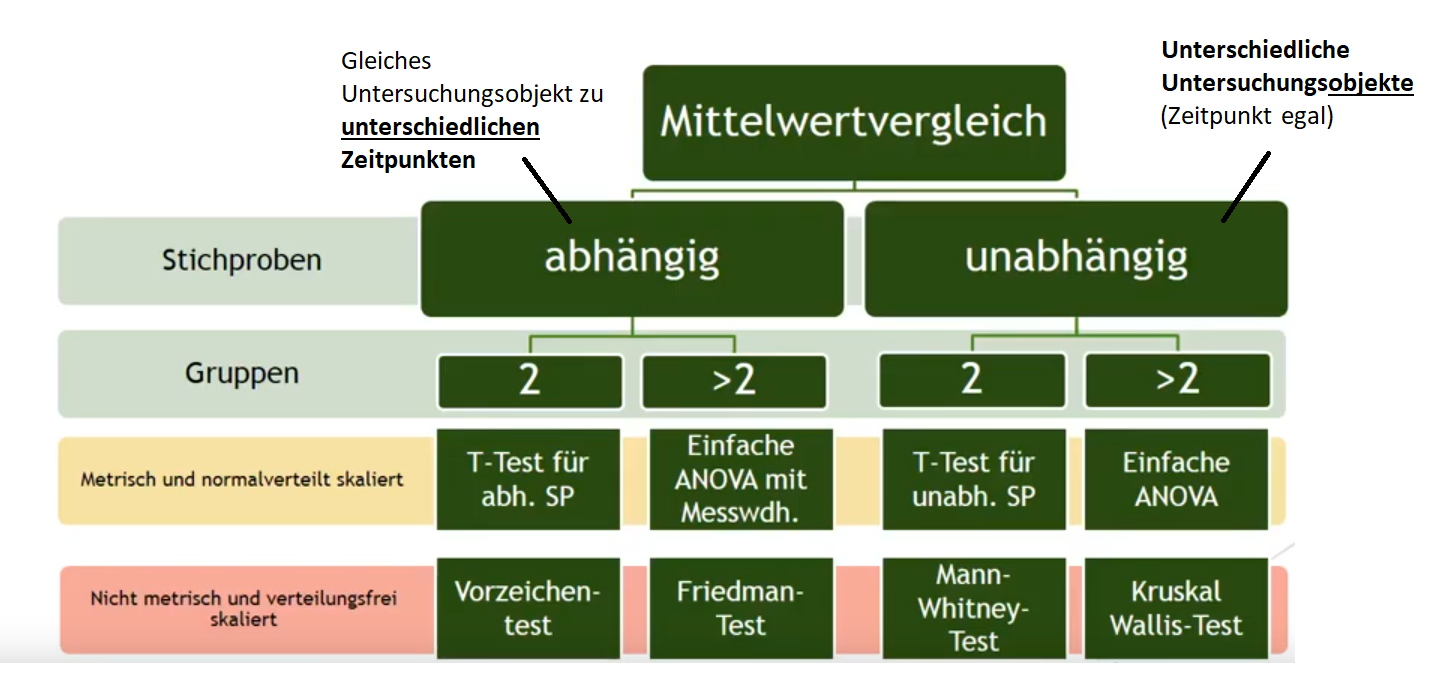 Gleiches
Untersuchungsobjekt zu
unterschiedlichen
Zeitpunkten
Unterschiedliche
Untersuchungsobjekte
(Zeitpunkt egal)
Mittelwertvergleich
Stichproben
abhängig
unabhängig
Gruppen
2
>2
2
>2
Metrisch und normalverteilt skaliert
T-Test für
abh. SP
Einfache
ANOVA mit
Messwdh.
T-Test für
unabh. SP
Einfache
ANOVA
Nicht metrisch und verteilungsfrei
skaliert
Vorzeichen-
test
Friedman-
Test
Mann-
Whitney-
Test
Kruskal
Wallis-Test